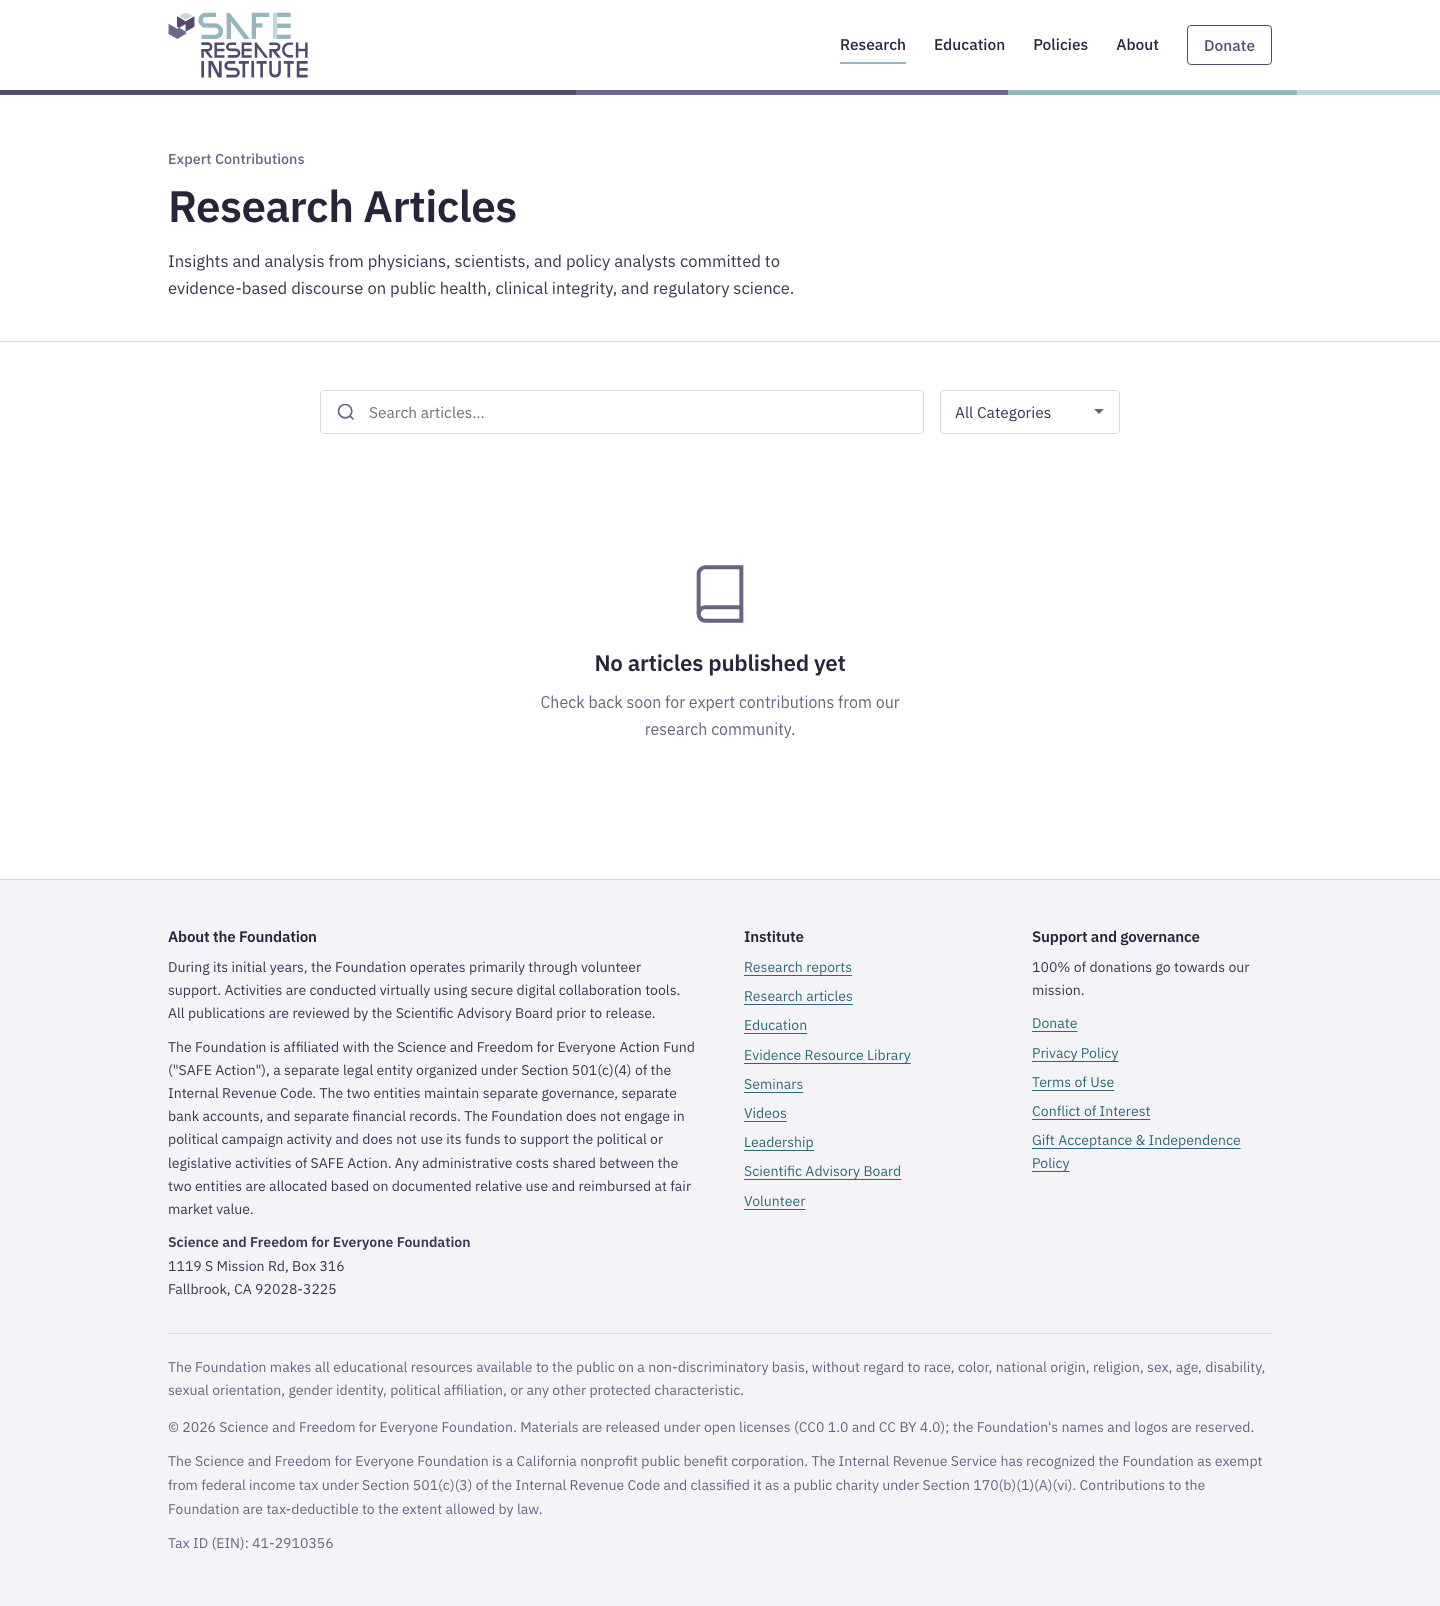 SAFE
RESEARCH
INSTITUTE
Research
Education
Policies
About
Donate
Expert Contributions
Research Articles
Insights and analysis from physicians, scientists, and policy analysts committed to
evidence-based discourse on public health, clinical integrity, and regulatory science.
Search articles...
All Categories
No articles published yet
Check back soon for expert contributions from our
research community.
About the Foundation
During its initial years, the Foundation operates primarily through volunteer
support. Activities are conducted virtually using secure digital collaboration tools.
All publications are reviewed by the Scientific Advisory Board prior to release.
The Foundation is affiliated with the Science and Freedom for Everyone Action Fund
("SAFE Action"), a separate legal entity organized under Section 501(c)(4) of the
Internal Revenue Code. The two entities maintain separate governance, separate
bank accounts, and separate financial records. The Foundation does not engage in
political campaign activity and does not use its funds to support the political or
legislative activities of SAFE Action. Any administrative costs shared between the
two entities are allocated based on documented relative use and reimbursed at fair
market value.
Science and Freedom for Everyone Foundation
1119 S Mission Rd, Box 316
Fallbrook, CA 92028-3225
Institute
Research reports
Research articles
Education
Evidence Resource Library
Seminars
Videos
Leadership
Scientific Advisory Board
Volunteer
Support and governance
100% of donations go towards our
mission.
Donate
Privacy Policy
Terms of Use
Conflict of Interest
Gift Acceptance & Independence
Policy
The Foundation makes all educational resources available to the public on a non-discriminatory basis, without regard to race, color, national origin, religion, sex, age, disability,
sexual orientation, gender identity, political affiliation, or any other protected characteristic.
© 2026 Science and Freedom for Everyone Foundation. Materials are released under open licenses (CC0 1.0 and CC BY 4.0); the Foundation's names and logos are reserved.
The Science and Freedom for Everyone Foundation is a California nonprofit public benefit corporation. The Internal Revenue Service has recognized the Foundation as exempt
from federal income tax under Section 501(c)(3) of the Internal Revenue Code and classified it as a public charity under Section 170(b)(1)(A)(vi). Contributions to the
Foundation are tax-deductible to the extent allowed by law.
Tax ID (EIN): 41-2910356